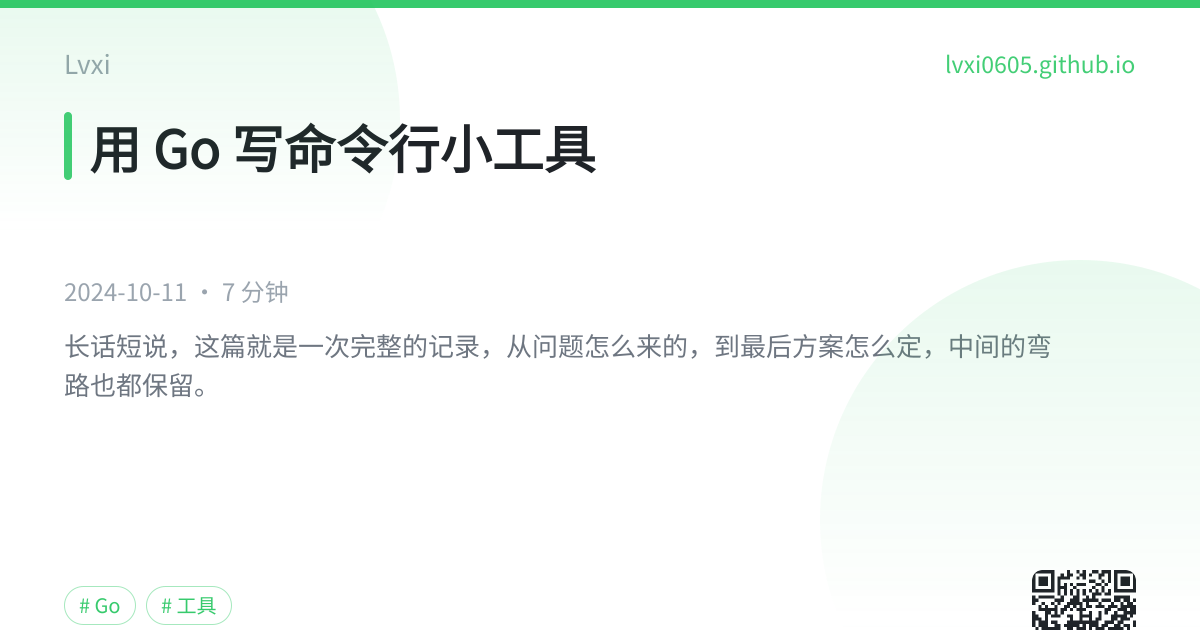 Lvxi
lvxi0605.github.io
用 Go 写命令行小工具
2024-10-11 · 7 分钟
长话短说，这篇就是一次完整的记录，从问题怎么来的，到最后方案怎么定，中间的弯
路也都保留。
# Go
# 工具